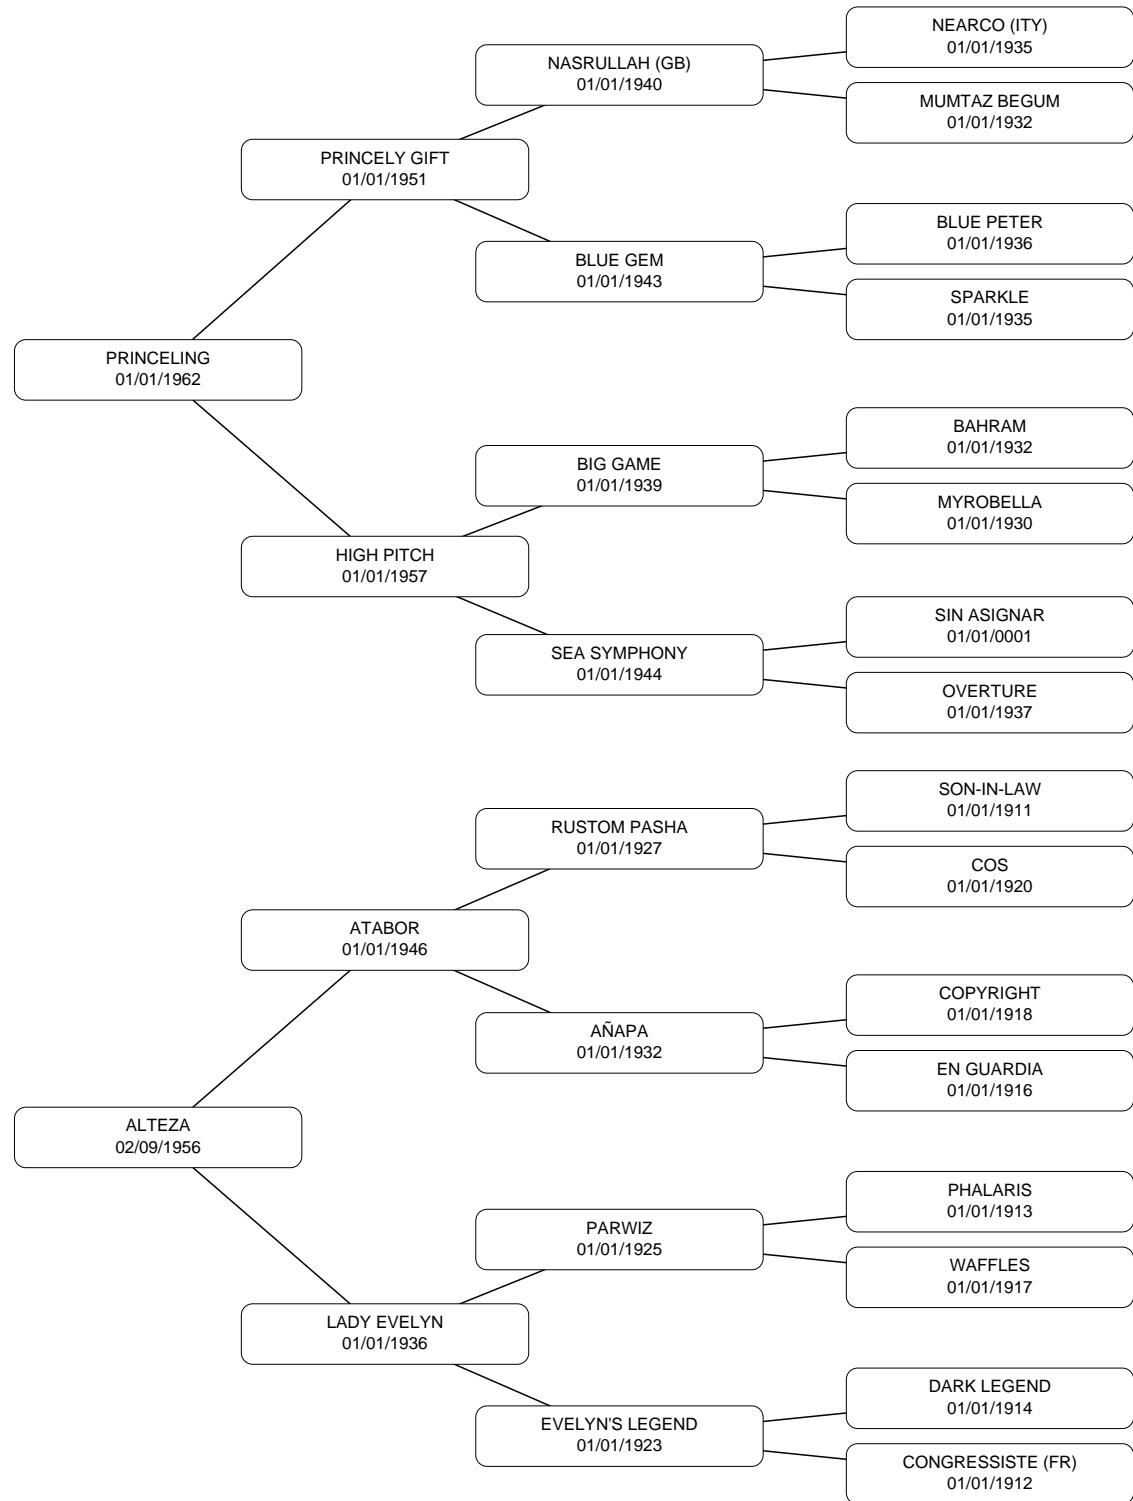 NEARCO (ITY)
01/01/1935
NASRULLAH (GB)
01/01/1940
MUMTAZ BEGUM
01/01/1932
PRINCELY GIFT
01/01/1951
BLUE PETER
01/01/1936
BLUE GEM
01/01/1943
SPARKLE
01/01/1935
PRINCELING
01/01/1962
BAHRAM
01/01/1932
BIG GAME
01/01/1939
MYROBELLA
01/01/1930
HIGH PITCH
01/01/1957
SIN ASIGNAR
01/01/0001
SEA SYMPHONY
01/01/1944
OVERTURE
01/01/1937
SON-IN-LAW
01/01/1911
RUSTOM PASHA
01/01/1927
COS
01/01/1920
ATABOR
01/01/1946
COPYRIGHT
01/01/1918
AÑAPA
01/01/1932
EN GUARDIA
01/01/1916
ALTEZA
02/09/1956
PHALARIS
01/01/1913
PARWIZ
01/01/1925
WAFFLES
01/01/1917
LADY EVELYN
01/01/1936
DARK LEGEND
01/01/1914
EVELYN'S LEGEND
01/01/1923
CONGRESSISTE (FR)
01/01/1912